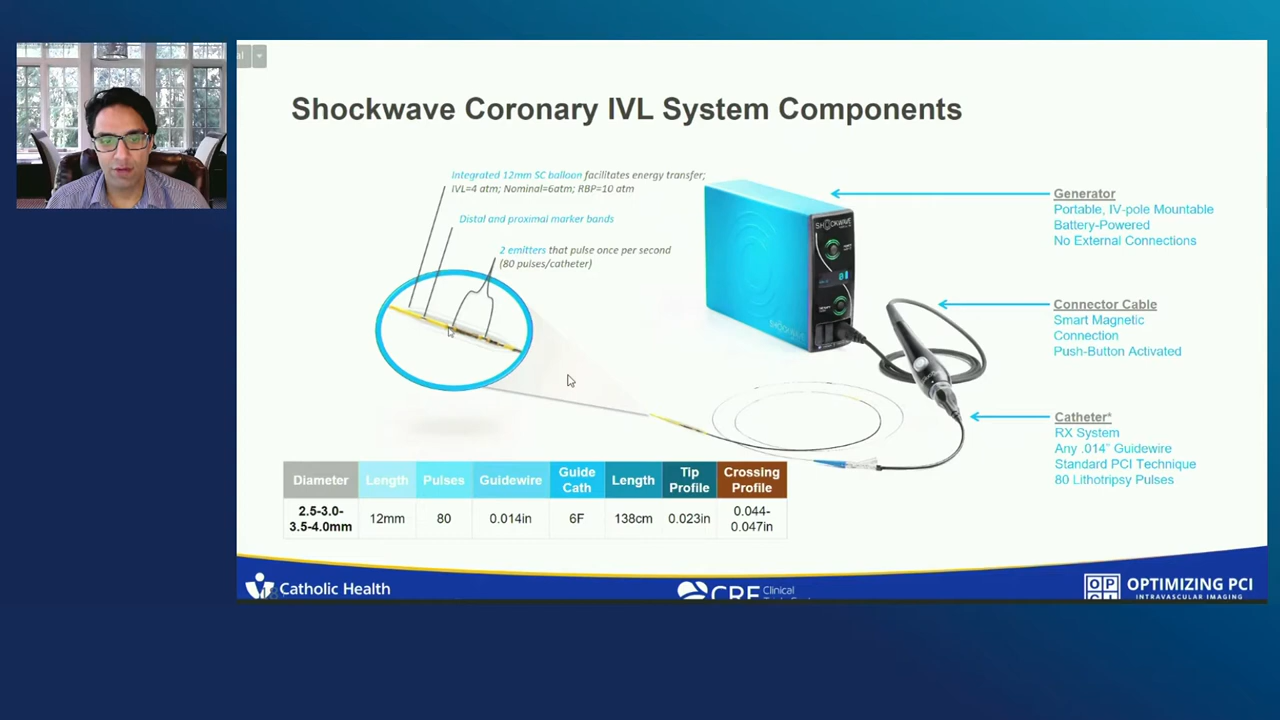 Shockwave Coronary IVL System Components
Integrated 12mm SC balloon facilitates energy transfer;
IVL=4 atm; Nominal=6atm; RBP=10 atm
Distal and proximal marker bands
2 emitters that pulse once per second
(80 pulses/catheter)
SHOCKWAVE
SHOCKWAVE
Generator
Portable, IV-pole Mountable
Battery-Powered
No External Connections
Connector Cable
Smart Magnetic
Connection
Push-Button Activated
Catheter*
RX System
Any .014" Guidewire
Standard PCI Technique
80 Lithotripsy Pulses
Diameter Length Pulses Guidewire Guide Cath Length Tip Profile Crossing Profile
2.5-3.0-3.5-4.0mm 12mm 80 0.014in 6F 138cm 0.023in 0.044-0.047in
Catholic Health
CRF Clinical
OPCI OPTIMIZING PCI
INTRAVASCULAR IMAGING